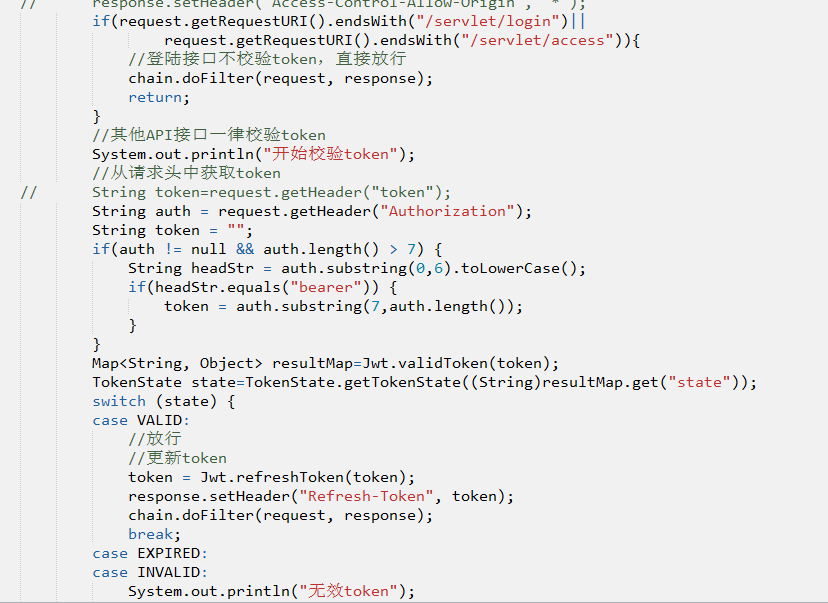 //      response.setHeader("Access-Control-Allow-Origin", "*");
if(request.getRequestURI().endsWith("/servlet/login")||
request.getRequestURI().endsWith("/servlet/access")){
//登陆接口不校验token，直接放行
chain.doFilter(request, response);
return;
}
//其他API接口一律校验token
System.out.println("开始校验token");
//从请求头中获取token
//      String token=request.getHeader("token");
String auth = request.getHeader("Authorization");
String token = "";
if(auth != null && auth.length() > 7) {
String headStr = auth.substring(0,6).toLowerCase();
if(headStr.equals("bearer")) {
token = auth.substring(7,auth.length());
}
}
Map<String, Object> resultMap=Jwt.validToken(token);
TokenState state=TokenState.getTokenState((String)resultMap.get("state"));
switch (state) {
case VALID:
//放行
//更新token
token = Jwt.refreshToken(token);
response.setHeader("Refresh-Token", token);
chain.doFilter(request, response);
break;
case EXPIRED:
case INVALID:
System.out.println("无效token");